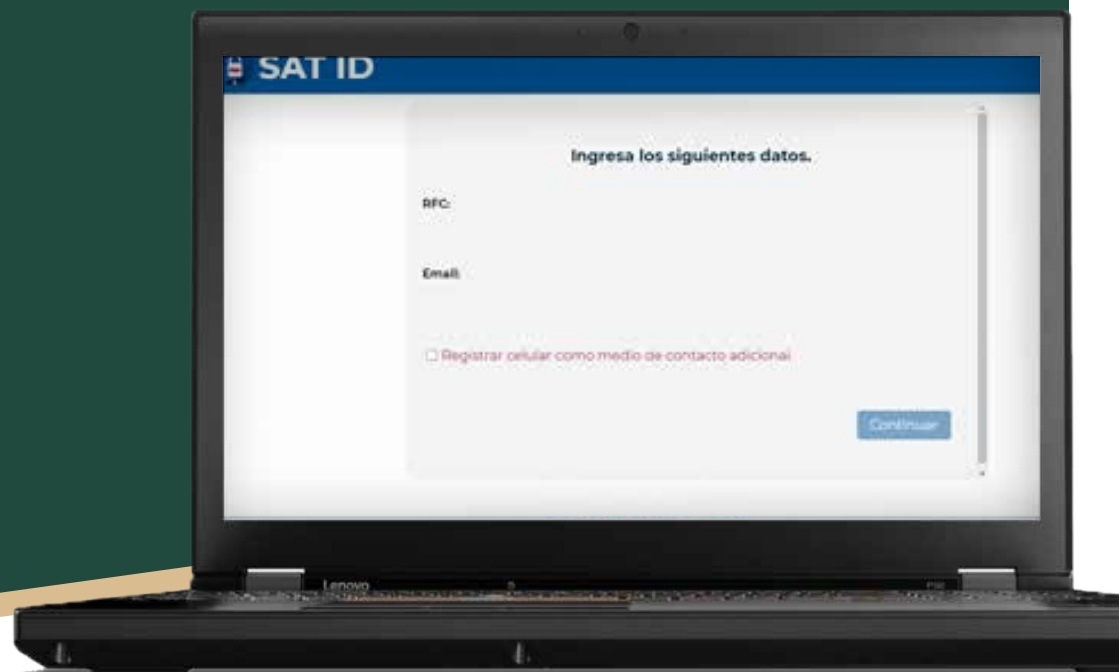 SAT ID
Ingresa los siguientes datos.
RFC:
Email:
Registrar celular como medio de contacto adicional
Continuar
Lenovo